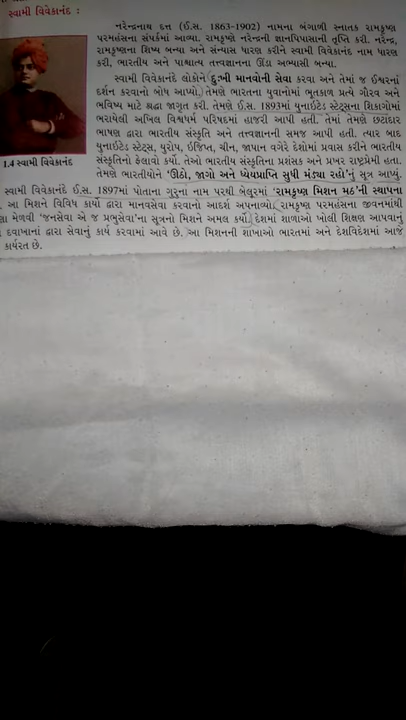 સ્વામી વિવેકાનંદ :
નરેન્દ્રનાથ દત્ત (ઈ.સ. 1863-1902) નામના બંગાળી સ્નાતક રામકૃષ્ણ
પરમહંસના સંપર્કમાં આવ્યા. રામકૃષ્ણે નરેન્દ્રની જ્ઞાનપિપાસાની તૃપ્તિ કરી. નરેન્દ્ર,
રામકૃષ્ણના શિષ્ય બન્યા અને સંન્યાસ ધારણ કરીને સ્વામી વિવેકાનંદ નામ ધારણ
કરી, ભારતીય અને પાશ્ચાત્ય તત્ત્વજ્ઞાનના ઊંડા અભ્યાસી બન્યા.
સ્વામી વિવેકાનંદે લોકોને દુઃખી માનવોની સેવા કરવા અને તેમાં જ ઈશ્વરનાં
દર્શન કરવાનો બોધ આપ્યો. તેમણે ભારતના યુવાનોમાં ભૂતકાળ પ્રત્યે ગૌરવ અને
ભવિષ્ય માટે શ્રદ્ધા જાગૃત કરી. તેમણે ઈ.સ. 1893માં યુનાઈટેડ સ્ટેટ્સના શિકાગોમાં
ભરાયેલી અખિલ વિશ્વધર્મ પરિષદમાં હાજરી આપી હતી. તેમાં તેમણે છટાદાર
ભાષણ દ્વારા ભારતીય સંસ્કૃતિ અને તત્ત્વજ્ઞાનની સમજ આપી હતી. ત્યાર બાદ
યુનાઈટેડ સ્ટેટ્સ, યુરોપ, ઇજિપ્ત, ચીન, જાપાન વગેરે દેશોમાં પ્રવાસ કરીને ભારતીય
સંસ્કૃતિનો ફેલાવો કર્યો. તેઓ ભારતીય સંસ્કૃતિના પ્રશંસક અને પ્રખર રાષ્ટ્રપ્રેમી હતા.
તેમણે ભારતીયોને ‘ઊઠો, જાગો અને ધ્યેયપ્રાપ્તિ સુધી મંડ્યા રહો’નું સૂત્ર આપ્યું.
1.4 સ્વામી વિવેકાનંદ
સ્વામી વિવેકાનંદે ઈ.સ. 1897માં પોતાના ગુરુના નામ પરથી બેલુરમાં ‘રામકૃષ્ણ મિશન મઠ’ની સ્થાપના
આ મિશને વિવિધ કાર્યો દ્વારા માનવસેવા કરવાનો આદર્શ અપનાવ્યો. રામકૃષ્ણ પરમહંસના જીવનમાંથી
મેળવી ‘જનસેવા એ જ પ્રભુસેવા’ના સૂત્રનો મિશને અમલ કર્યો. દેશમાં શાળાઓ ખોલી શિક્ષણ આપવાનું
દવાખાનાં દ્વારા સેવાનું કાર્ય કરવામાં આવે છે. આ મિશનની શાખાઓ ભારતમાં અને દેશવિદેશમાં આજે
કાર્યરત છે.